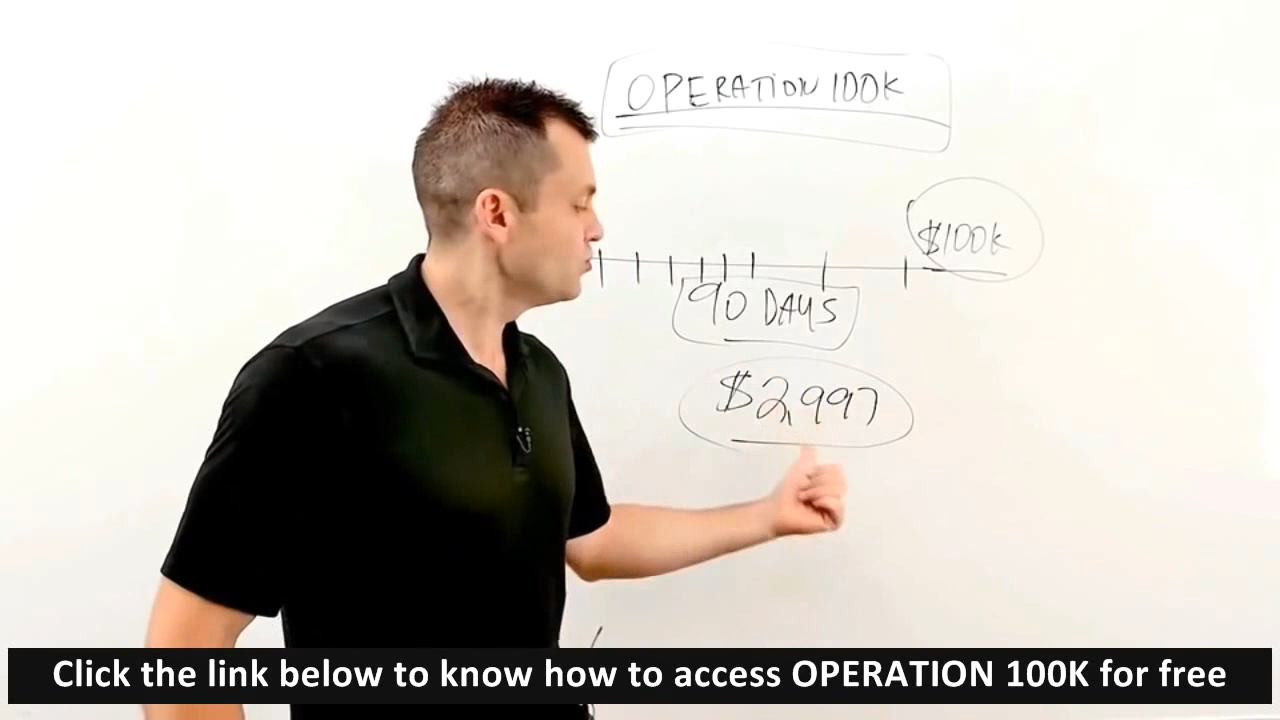 OPERATION 100K
$100K
90 DAYS
$2,997
Click the link below to know how to access OPERATION 100K for free